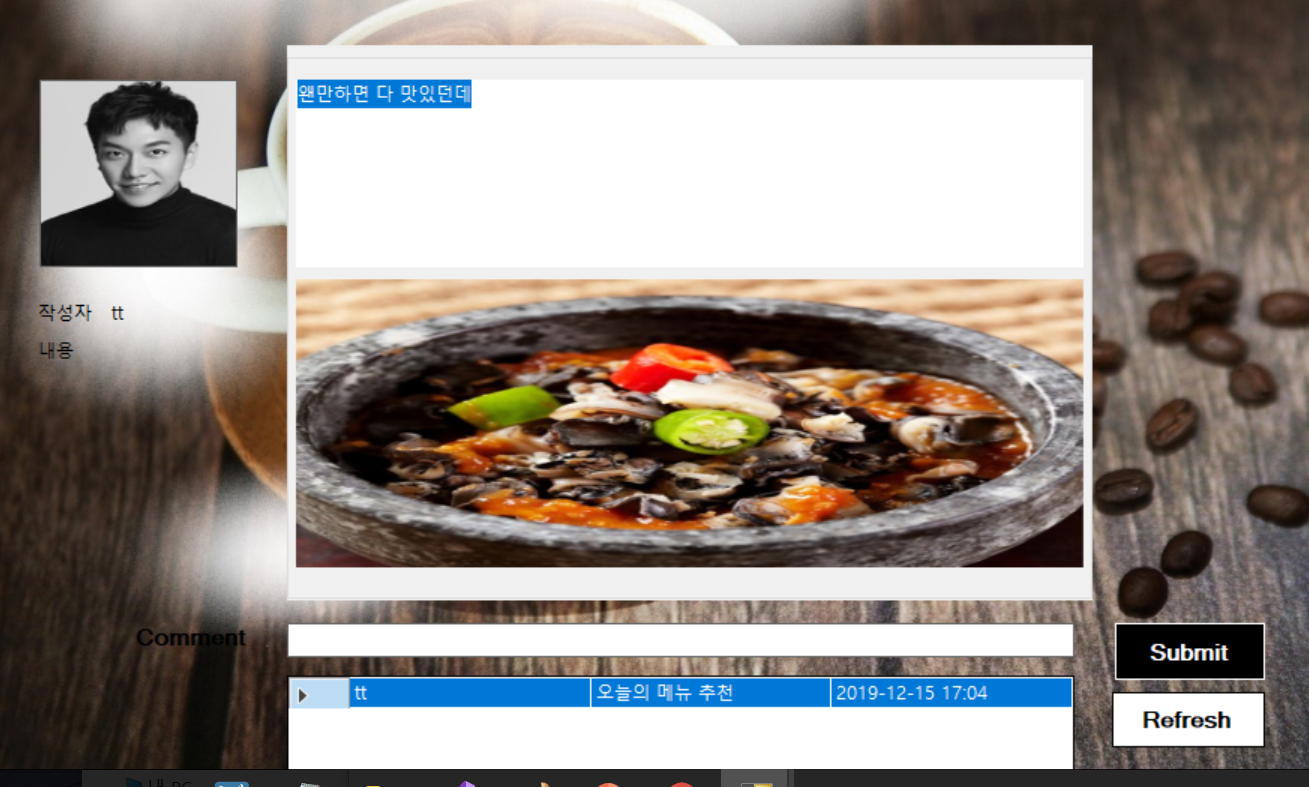 왠만하면 다 맛있던데
작성자 tt
내용
Comment
Submit
tt 오늘의 메뉴 추천 2019-12-15 17:04
Refresh